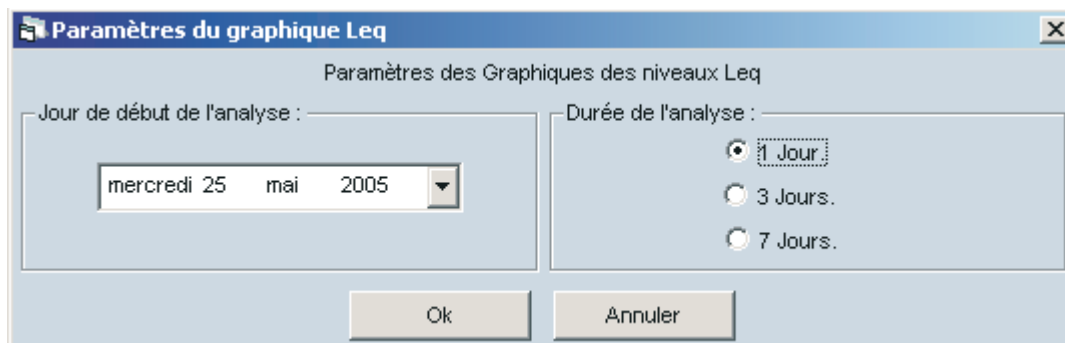 Paramètres du graphique Leq
Paramètres des Graphiques des niveaux Leq
Jour de début de l'analyse :
mercredi 25 mai 2005
Durée de l'analyse :
1 Jour.
3 Jours.
7 Jours.
Ok
Annuler